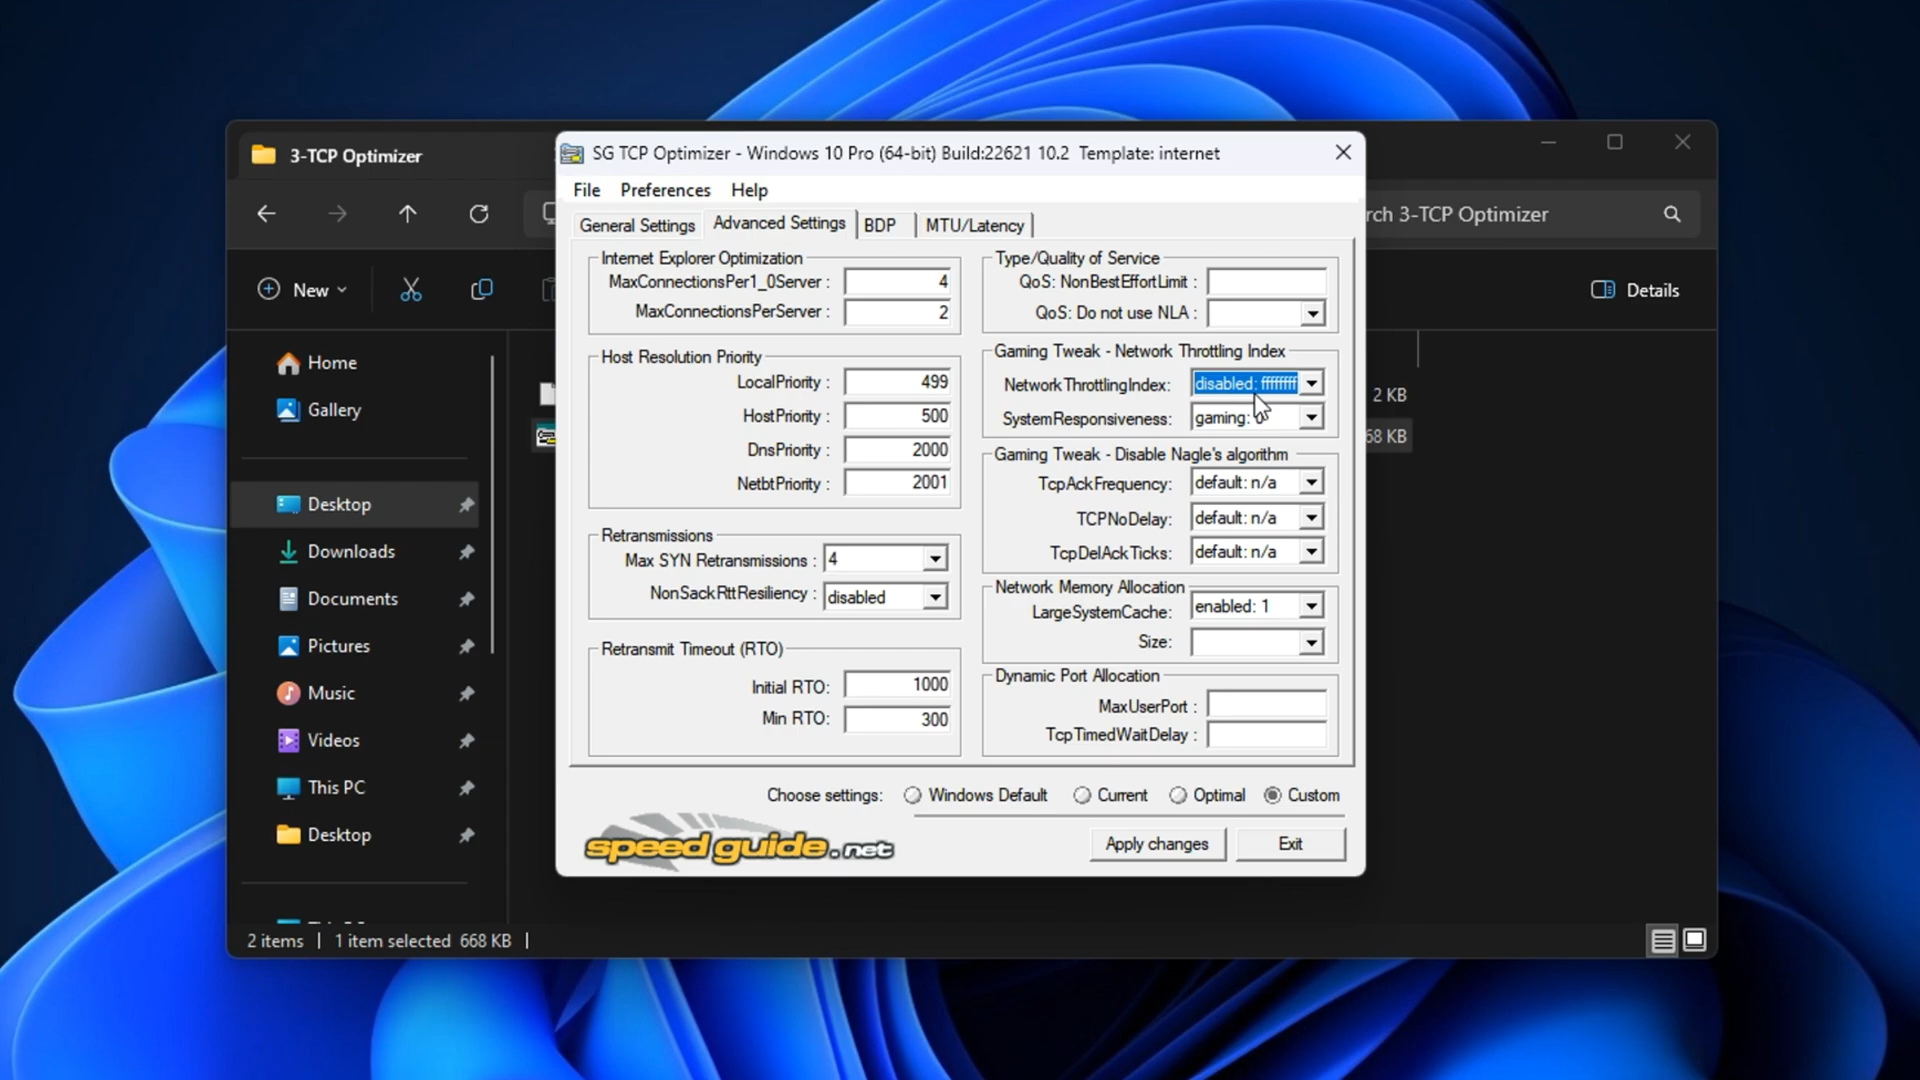 3-TCP Optimizer
rch 3-TCP Optimizer
New
Details
Home
Gallery
Desktop
Downloads
Documents
Pictures
Music
Videos
This PC
Desktop
2 KB
68 KB
2 items | 1 item selected 668 KB |
SG TCP Optimizer - Windows 10 Pro (64-bit) Build:22621 10.2 Template: internet
File Preferences Help
General Settings Advanced Settings BDP MTU/Latency
Internet Explorer Optimization
MaxConnectionsPer1_0Server : 4
MaxConnectionsPerServer : 2
Host Resolution Priority
LocalPriority : 499
HostPriority : 500
DnsPriority : 2000
NetbtPriority : 2001
Retransmissions
Max SYN Retransmissions : 4
NonSackRttResiliency : disabled
Retransmit Timeout (RTO)
Initial RTO: 1000
Min RTO: 300
Type/Quality of Service
QoS: NonBestEffortLimit :
QoS: Do not use NLA :
Gaming Tweak - Network Throttling Index
NetworkThrottlingIndex: disabled: ffffffff
SystemResponsiveness: gaming: 0
Gaming Tweak - Disable Nagle's algorithm
TcpAckFrequency: default: n/a
TCPNoDelay: default: n/a
TcpDelAckTicks: default: n/a
Network Memory Allocation
LargeSystemCache: enabled: 1
Size:
Dynamic Port Allocation
MaxUserPort :
TcpTimedWaitDelay :
Choose settings: Windows Default Current Optimal Custom
speed guide.net
Apply changes Exit